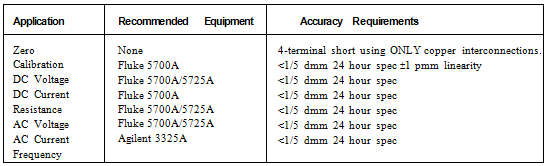 Application Recommended Equipment Accuracy Requirements
Zero None 4-terminal short using ONLY copper interconnections.
Calibration Fluke 5700A <1/5 dmm 24 hour spec ±1 pmm linearity
DC Voltage Fluke 5700A/5725A <1/5 dmm 24 hour spec
DC Current Fluke 5700A <1/5 dmm 24 hour spec
Resistance Fluke 5700A/5725A <1/5 dmm 24 hour spec
AC Voltage Fluke 5700A/5725A <1/5 dmm 24 hour spec
AC Current Agilent 3325A <1/5 dmm 24 hour spec
Frequency